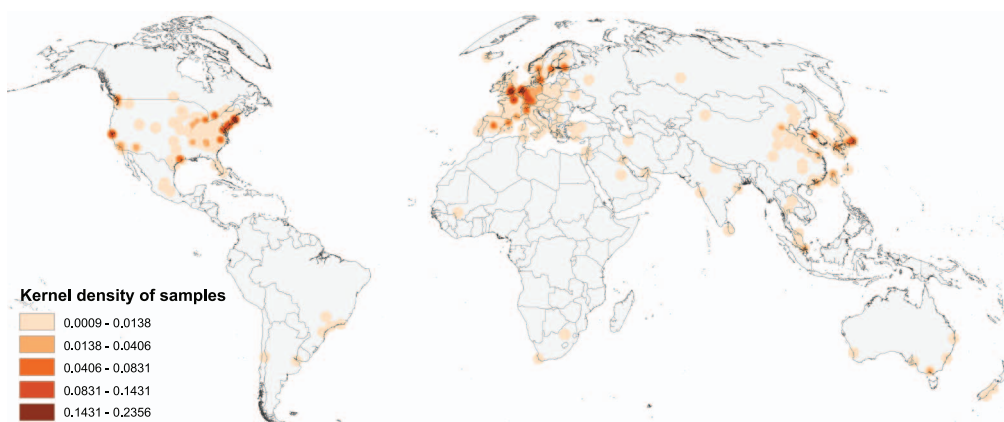 Kernel density of samples
0.0009 - 0.0138
0.0138 - 0.0406
0.0406 - 0.0831
0.0831 - 0.1431
0.1431 - 0.2356